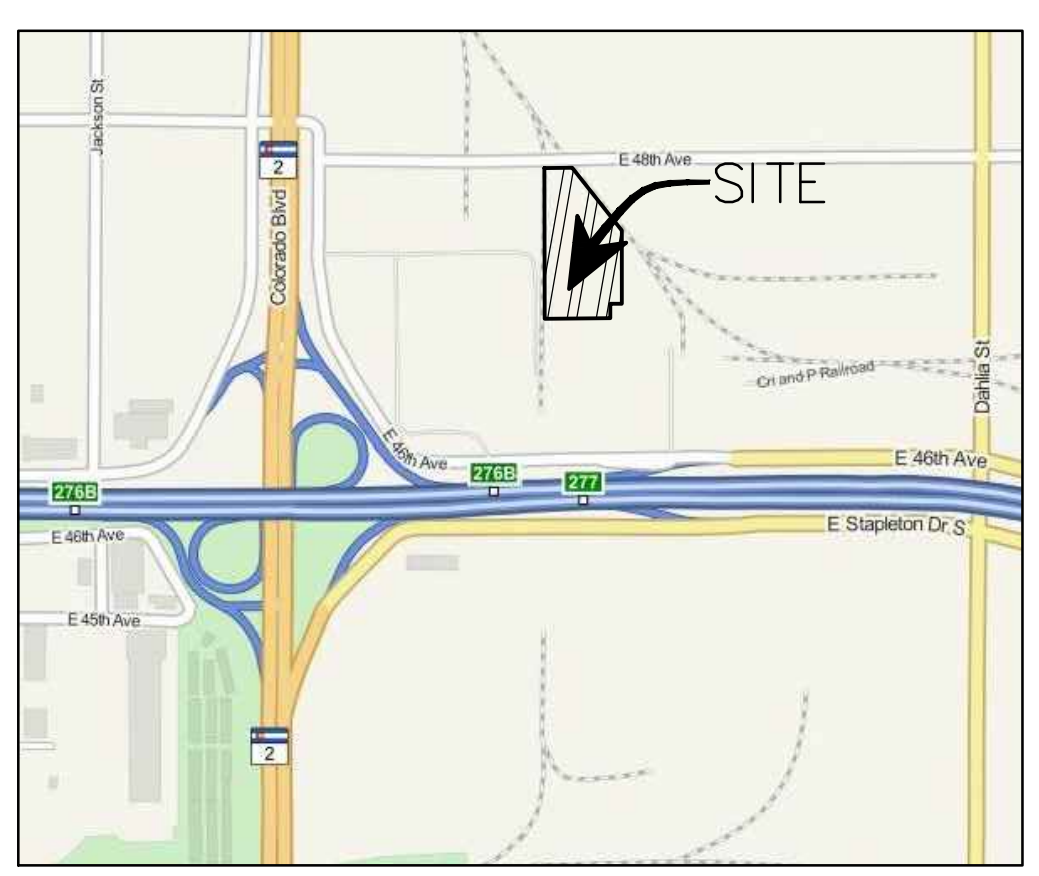 Jackson St
2
Colorado Blvd
E 48th Ave
SITE
Cri and P Railroad
Dahlia St
E 46th Ave
E 46th Ave
276B
276B
277
E 46th Ave
E Stapleton Dr S
E 45th Ave
2